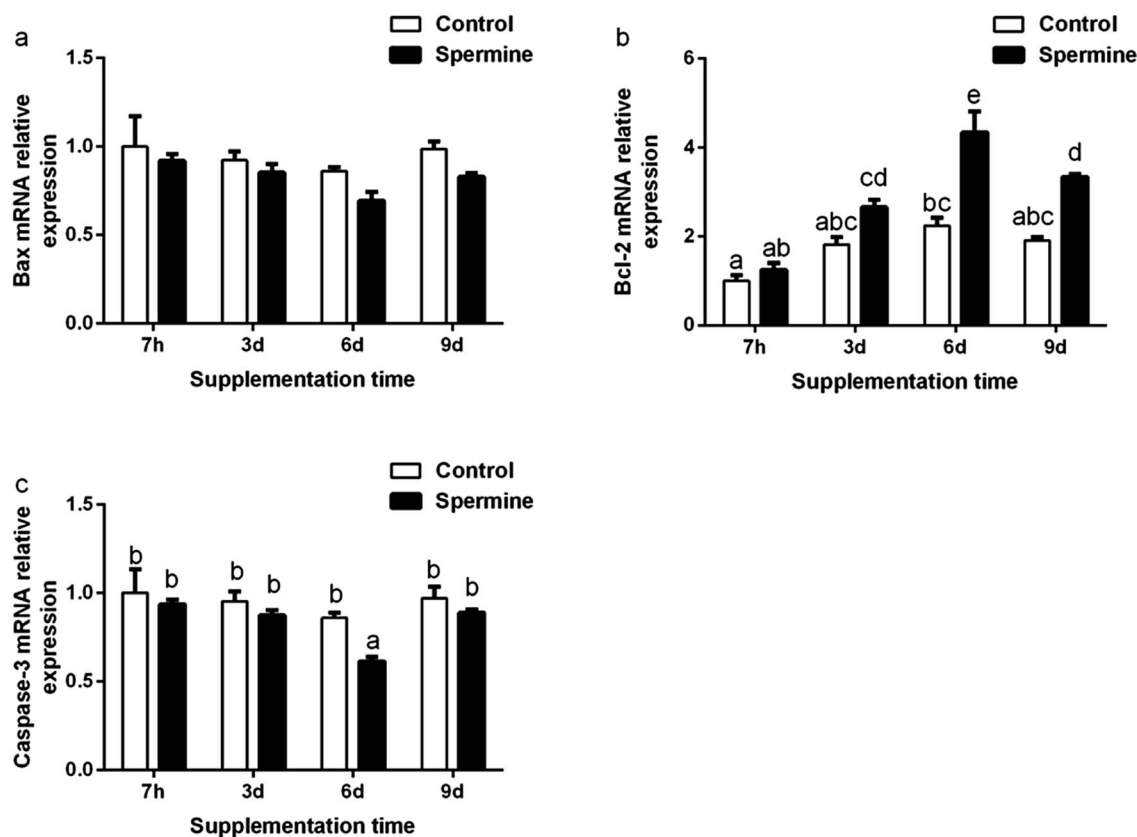 a
Control
Spermine
Bax mRNA relative
expression
1.5
1.0
0.5
0.0
7h 3d 6d 9d
Supplementation time
b
Control
Spermine
Bcl-2 mRNA relative
expression
6
4
2
0
a ab abc cd bc e abc d
7h 3d 6d 9d
Supplementation time
c
Control
Spermine
Caspase-3 mRNA relative
expression
1.5
1.0
0.5
0.0
b b b b b a b b
7h 3d 6d 9d
Supplementation time